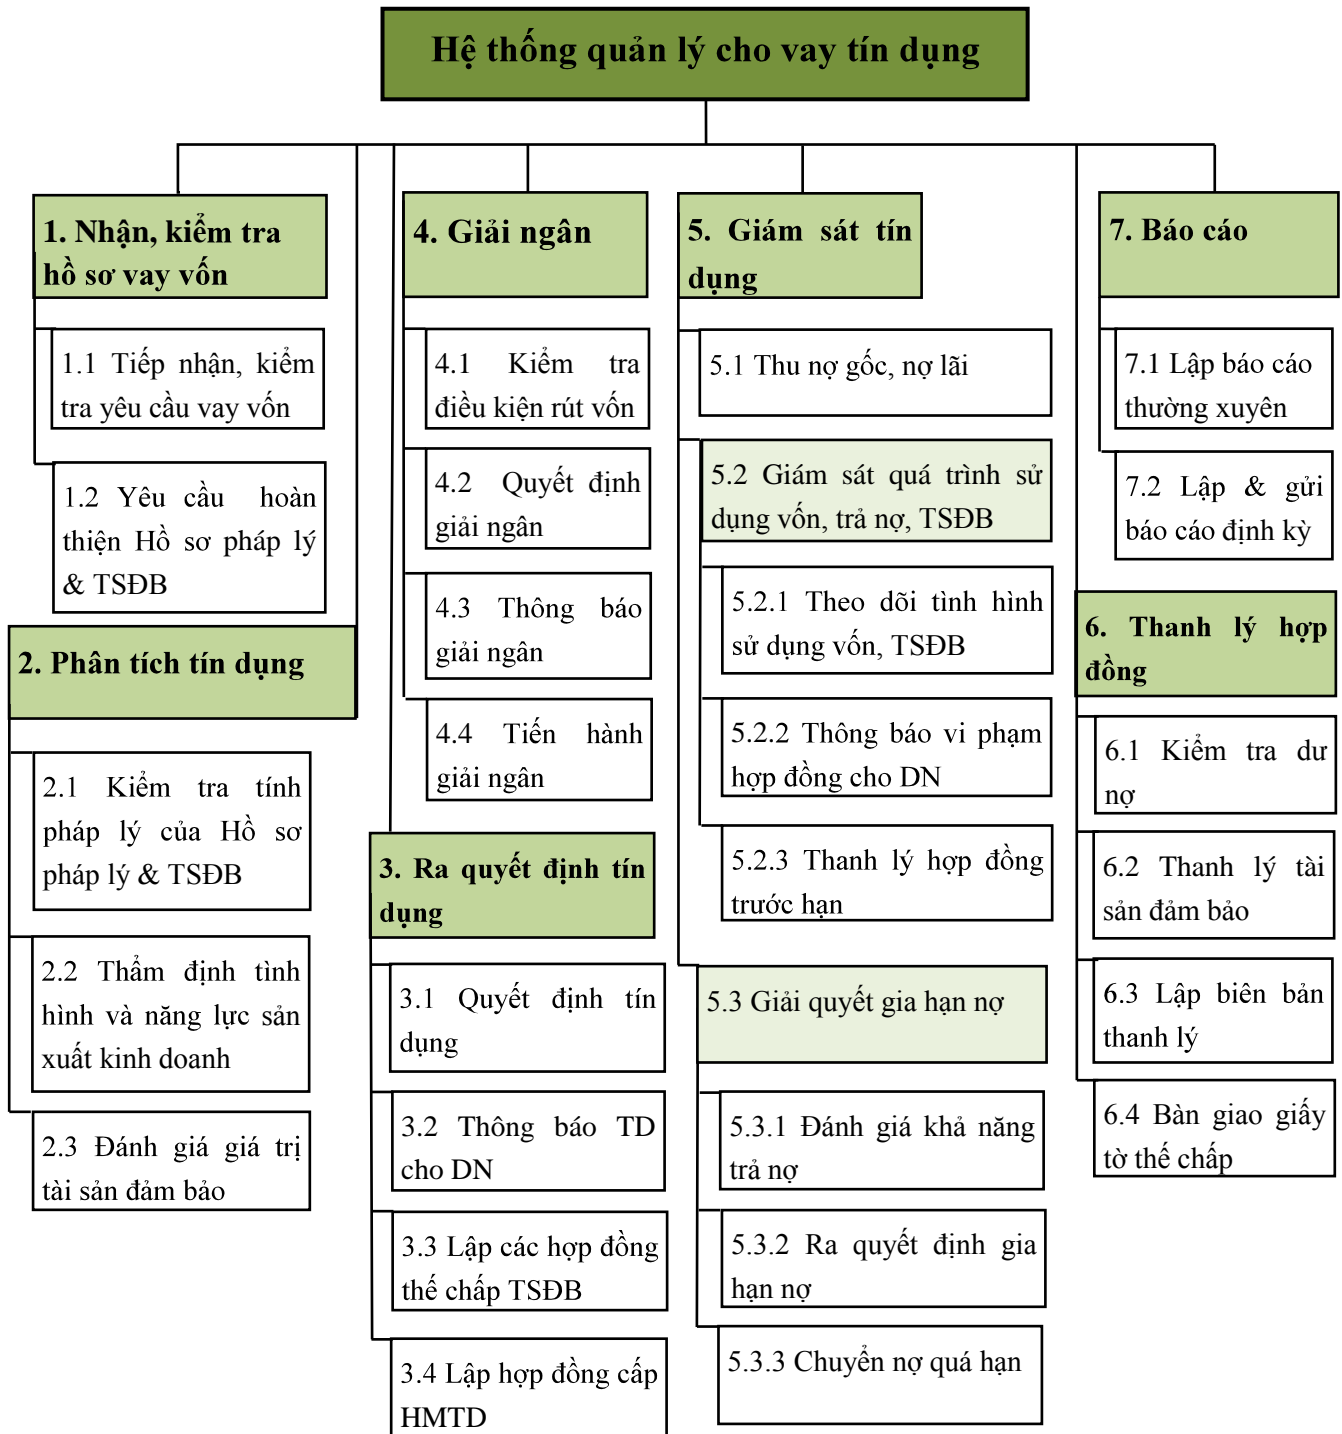 Hệ thống quản lý cho vay tín dụng
1. Nhận, kiểm tra
hồ sơ vay vốn
1.1 Tiếp nhận, kiểm
tra yêu cầu vay vốn
1.2 Yêu cầu hoàn
thiện Hồ sơ pháp lý
& TSĐB
2. Phân tích tín dụng
2.1 Kiểm tra tính
pháp lý của Hồ sơ
pháp lý & TSĐB
2.2 Thẩm định tình
hình và năng lực sản
xuất kinh doanh
2.3 Đánh giá giá trị
tài sản đảm bảo
4. Giải ngân
4.1 Kiểm tra
điều kiện rút vốn
4.2 Quyết định
giải ngân
4.3 Thông báo
giải ngân
4.4 Tiến hành
giải ngân
3. Ra quyết định tín
dụng
3.1 Quyết định tín
dụng
3.2 Thông báo TD
cho DN
3.3 Lập các hợp đồng
thế chấp TSĐB
3.4 Lập hợp đồng cấp
HMTD
5. Giám sát tín
dụng
5.1 Thu nợ gốc, nợ lãi
5.2 Giám sát quá trình sử
dụng vốn, trả nợ, TSĐB
5.2.1 Theo dõi tình hình
sử dụng vốn, TSĐB
5.2.2 Thông báo vi phạm
hợp đồng cho DN
5.2.3 Thanh lý hợp đồng
trước hạn
5.3 Giải quyết gia hạn nợ
5.3.1 Đánh giá khả năng
trả nợ
5.3.2 Ra quyết định gia
hạn nợ
5.3.3 Chuyển nợ quá hạn
7. Báo cáo
7.1 Lập báo cáo
thường xuyên
7.2 Lập & gửi
báo cáo định kỳ
6. Thanh lý hợp
đồng
6.1 Kiểm tra dư
nợ
6.2 Thanh lý tài
sản đảm bảo
6.3 Lập biên bản
thanh lý
6.4 Bàn giao giấy
tờ thế chấp